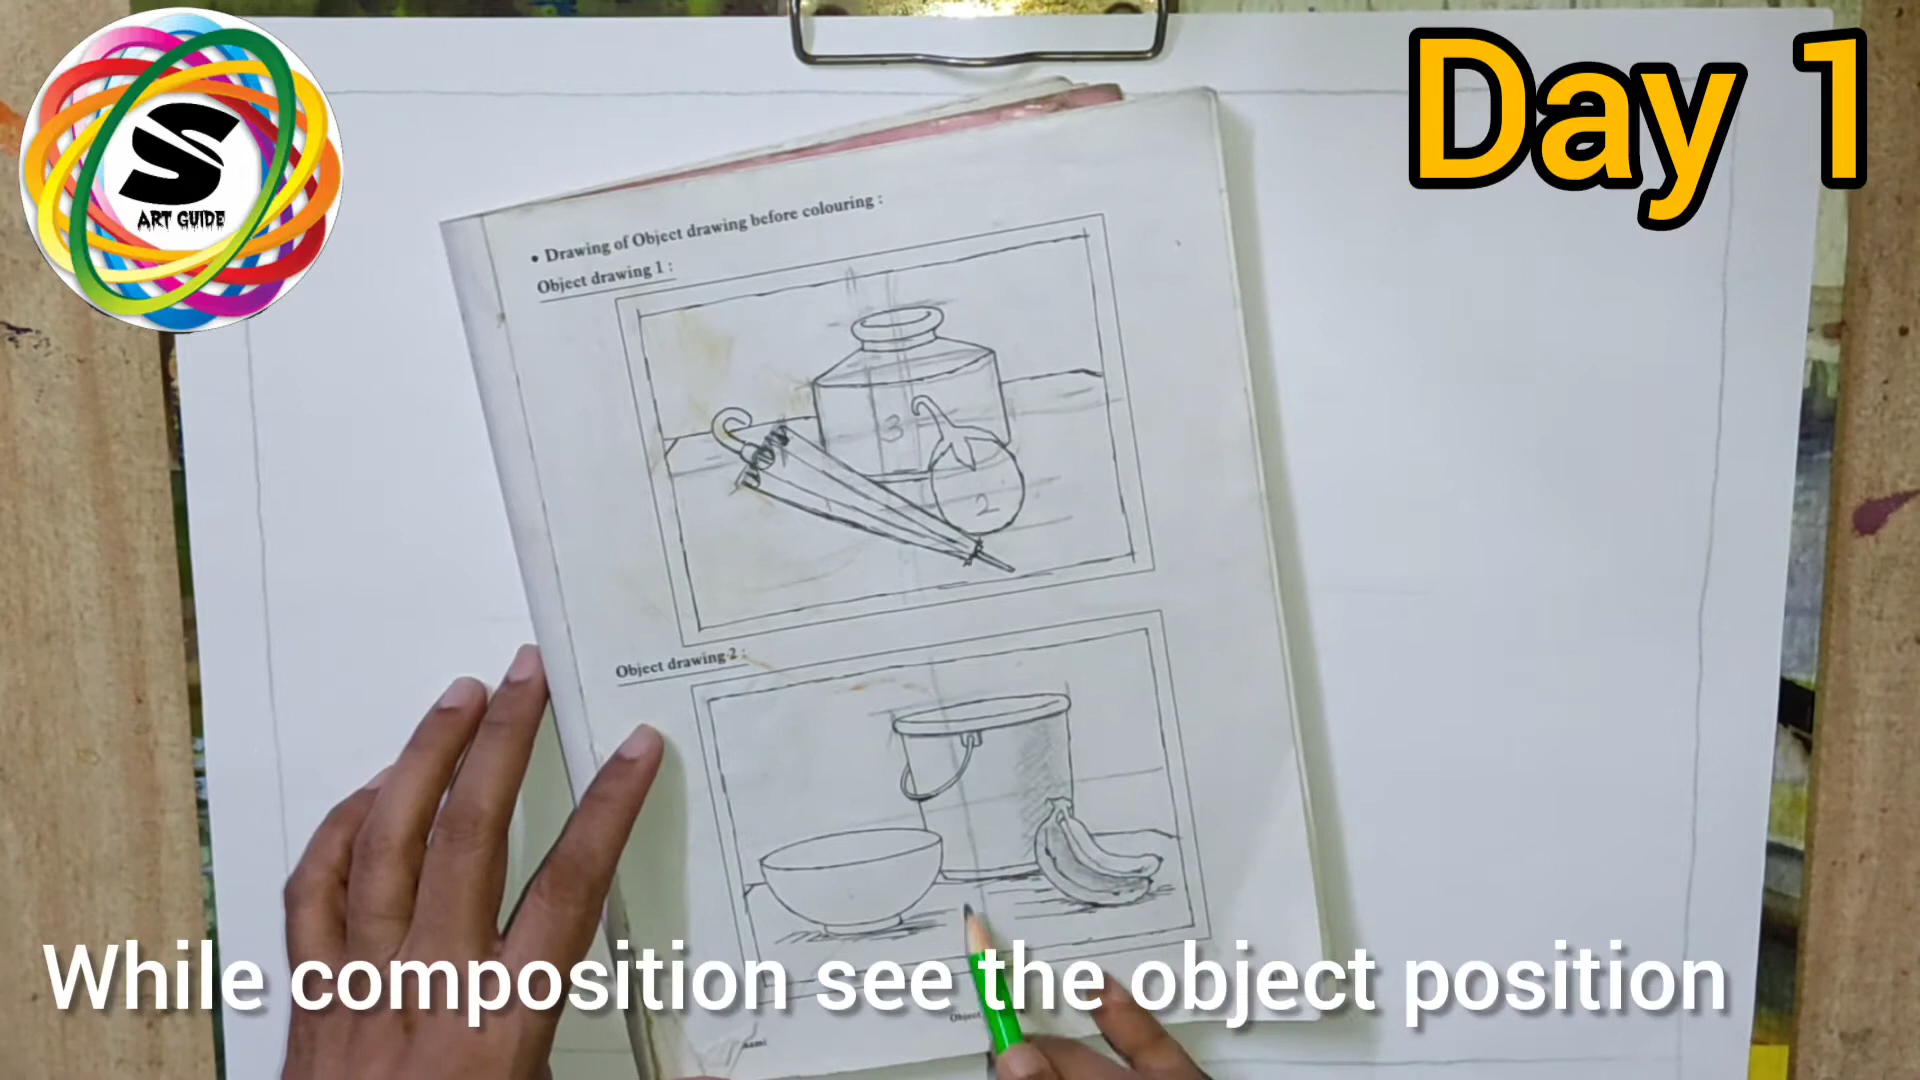 S
ART GUIDE
Day 1
• Drawing of Object drawing before colouring :
Object drawing 1 :
3
2
Object drawing 2 :
While composition see the object position
Object